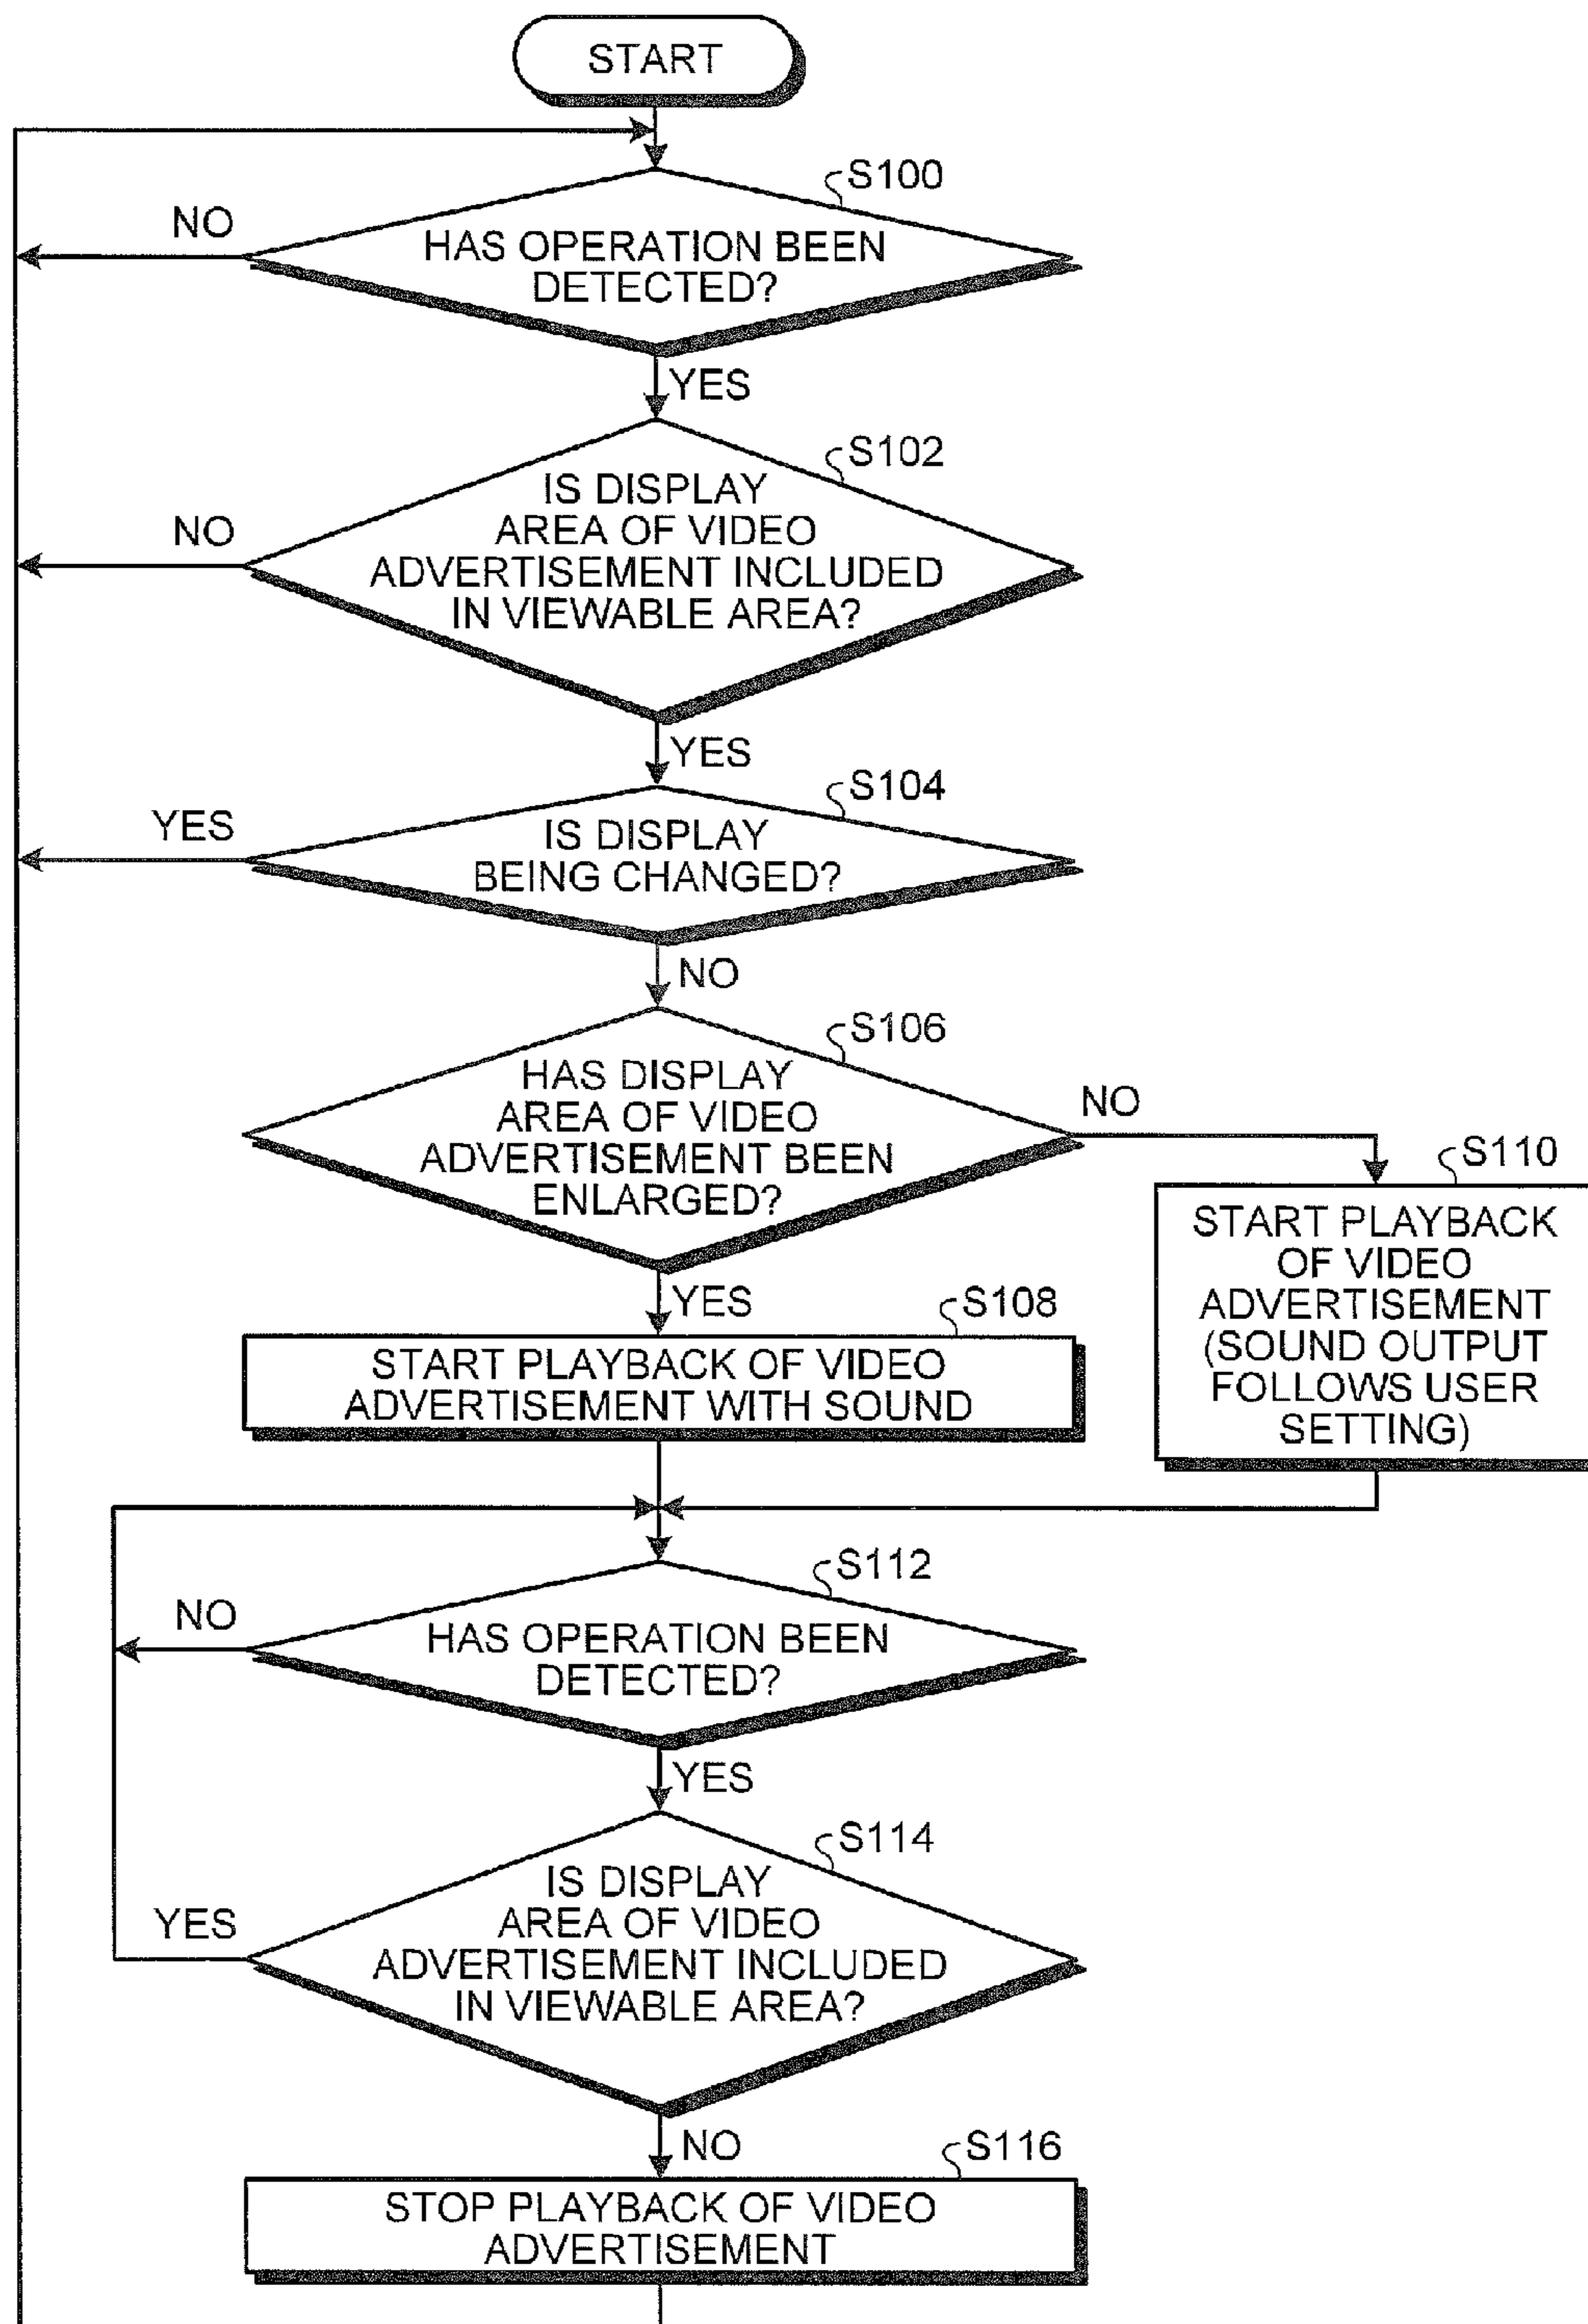 START
S100
NO
HAS OPERATION BEEN
DETECTED?
YES
S102
NO
IS DISPLAY
AREA OF VIDEO
ADVERTISEMENT INCLUDED
IN VIEWABLE AREA?
YES
S104
YES
IS DISPLAY
BEING CHANGED?
NO
S106
HAS DISPLAY
AREA OF VIDEO
ADVERTISEMENT BEEN
ENLARGED?
NO
S110
START PLAYBACK
OF VIDEO
ADVERTISEMENT
(SOUND OUTPUT
FOLLOWS USER
SETTING)
YES
S108
START PLAYBACK OF VIDEO
ADVERTISEMENT WITH SOUND
S112
NO
HAS OPERATION BEEN
DETECTED?
YES
S114
YES
IS DISPLAY
AREA OF VIDEO
ADVERTISEMENT INCLUDED
IN VIEWABLE AREA?
NO
S116
STOP PLAYBACK OF VIDEO
ADVERTISEMENT